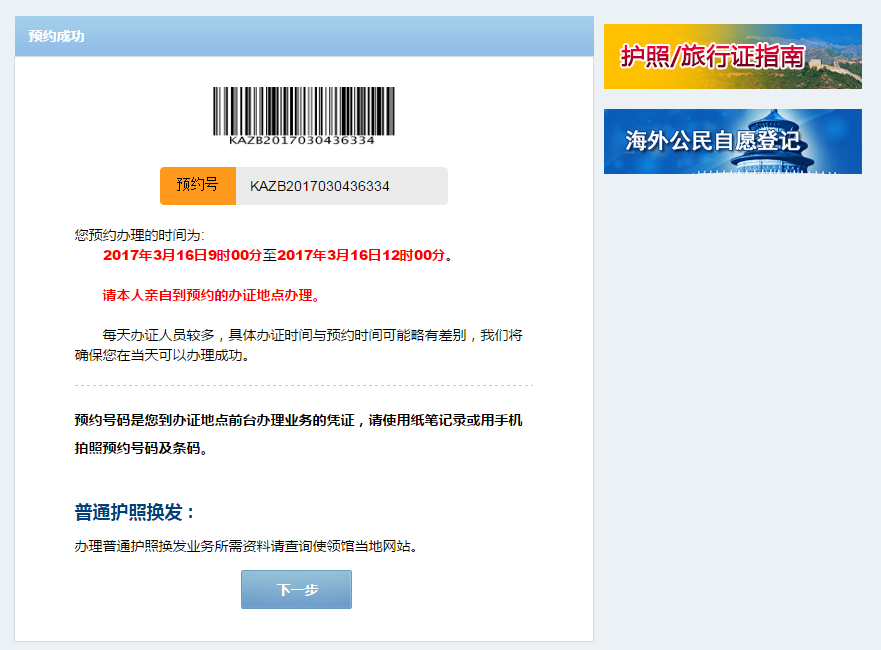 预约成功
护照/旅行证指南
海外公民自愿登记
KAZB2017030436334
预约号 KAZB2017030436334
您预约办理的时间为:
2017年3月16日9时00分至2017年3月16日12时00分。
请本人亲自到预约的办证地点办理。
每天办证人员较多，具体办证时间与预约时间可能略有差别，我们将
确保您在当天可以办理成功。
预约号码是您到办证地点前台办理业务的凭证，请使用纸笔记录或用手机
拍照预约号码及条码。
普通护照换发：
办理普通护照换发业务所需资料请查询使领馆当地网站。
下一步